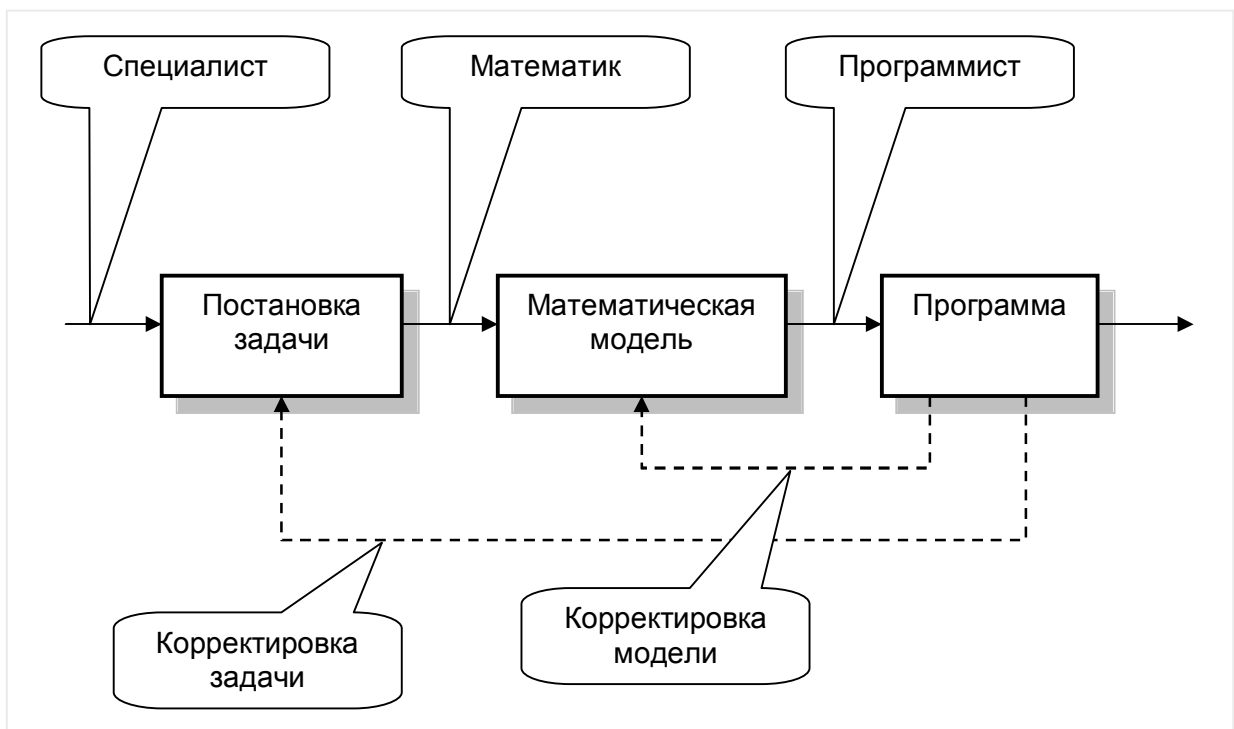 Специалист
Математик
Программист
Постановка
задачи
Математическая
модель
Программа
Корректировка
задачи
Корректировка
модели